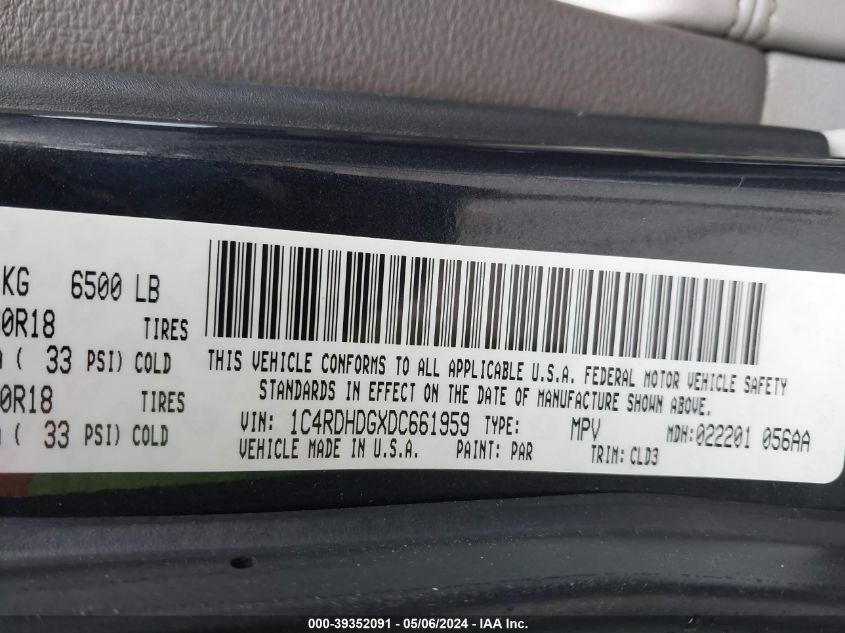 KG 6500 LB
0R18 TIRES
( 33 PSI) COLD
0R18 TIRES
( 33 PSI) COLD
THIS VEHICLE CONFORMS TO ALL APPLICABLE U.S.A. FEDERAL MOTOR VEHICLE SAFETY
STANDARDS IN EFFECT ON THE DATE OF MANUFACTURE SHOWN ABOVE.
VIN: 1C4RDHDGXDC661959 TYPE: MPV MDH:022201 056AA
VEHICLE MADE IN U.S.A. PAINT: PAR TRIM: CLD3
000-39352091 - 05/06/2024 - IAA Inc.